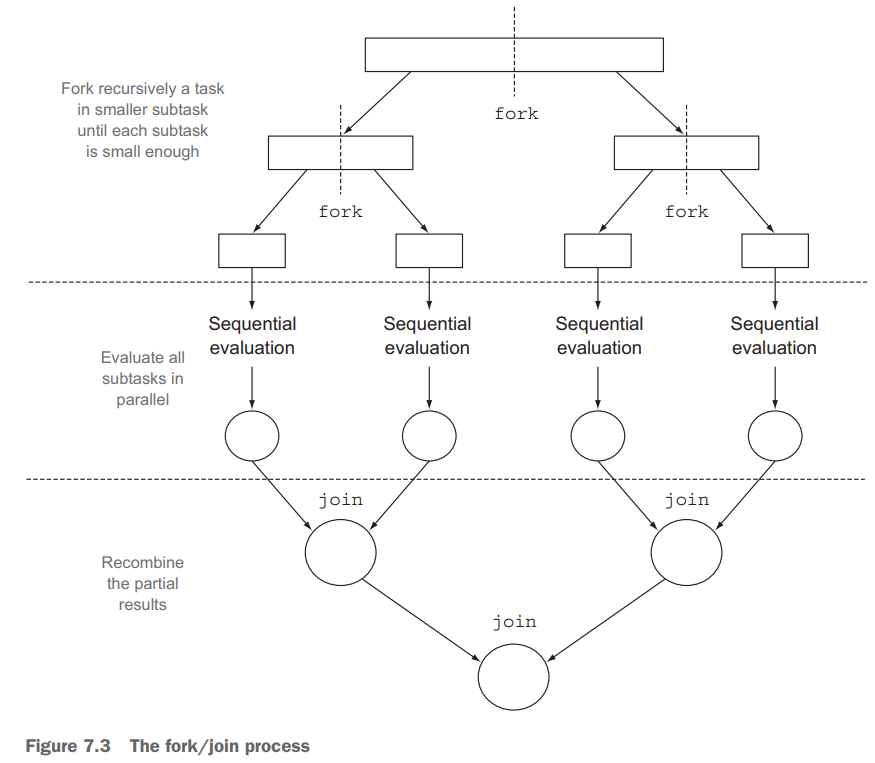 Fork recursively a task
in smaller subtask
until each subtask
is small enough
fork
fork
fork
Sequential
evaluation
Sequential
evaluation
Sequential
evaluation
Sequential
evaluation
Evaluate all
subtasks in
parallel
join
join
Recombine
the partial
results
join
Figure 7.3 The fork/join process